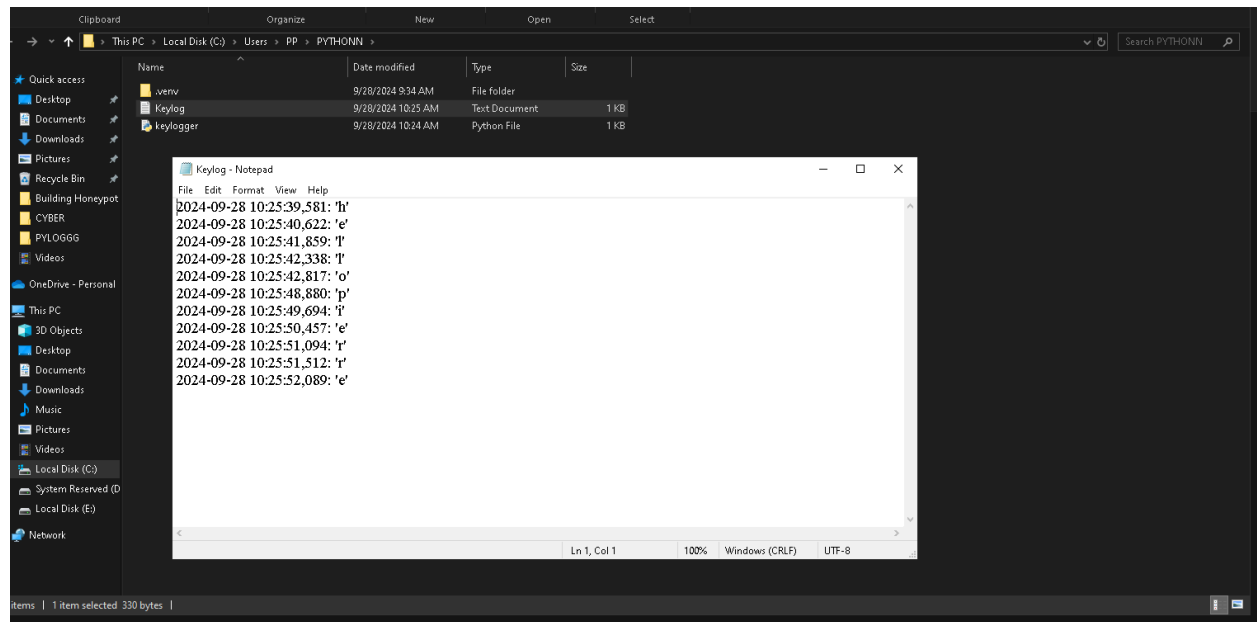 Clipboard Organize New Open Select
This PC > Local Disk (C:) > Users > PP > PYTHONN >
Search PYTHONN
Name Date modified Type Size
Quick access
Desktop
Documents
Downloads
Pictures
Recycle Bin
Building Honeypot
CYBER
PYLOGGG
Videos
OneDrive - Personal
This PC
3D Objects
Desktop
Documents
Downloads
Music
Pictures
Videos
Local Disk (C:)
System Reserved (D
Local Disk (E:)
Network
.venv 9/28/2024 9:34 AM File folder
Keylog 9/28/2024 10:25 AM Text Document 1 KB
keylogger 9/28/2024 10:24 AM Python File 1 KB
Keylog - Notepad
File Edit Format View Help
2024-09-28 10:25:39,581: 'h'
2024-09-28 10:25:40,622: 'e'
2024-09-28 10:25:41,859: 'l'
2024-09-28 10:25:42,338: 'l'
2024-09-28 10:25:42,817: 'o'
2024-09-28 10:25:48,880: 'p'
2024-09-28 10:25:49,694: 'i'
2024-09-28 10:25:50,457: 'e'
2024-09-28 10:25:51,094: 'r'
2024-09-28 10:25:51,512: 'r'
2024-09-28 10:25:52,089: 'e'
Ln 1, Col 1 100% Windows (CRLF) UTF-8
items | 1 item selected 330 bytes |